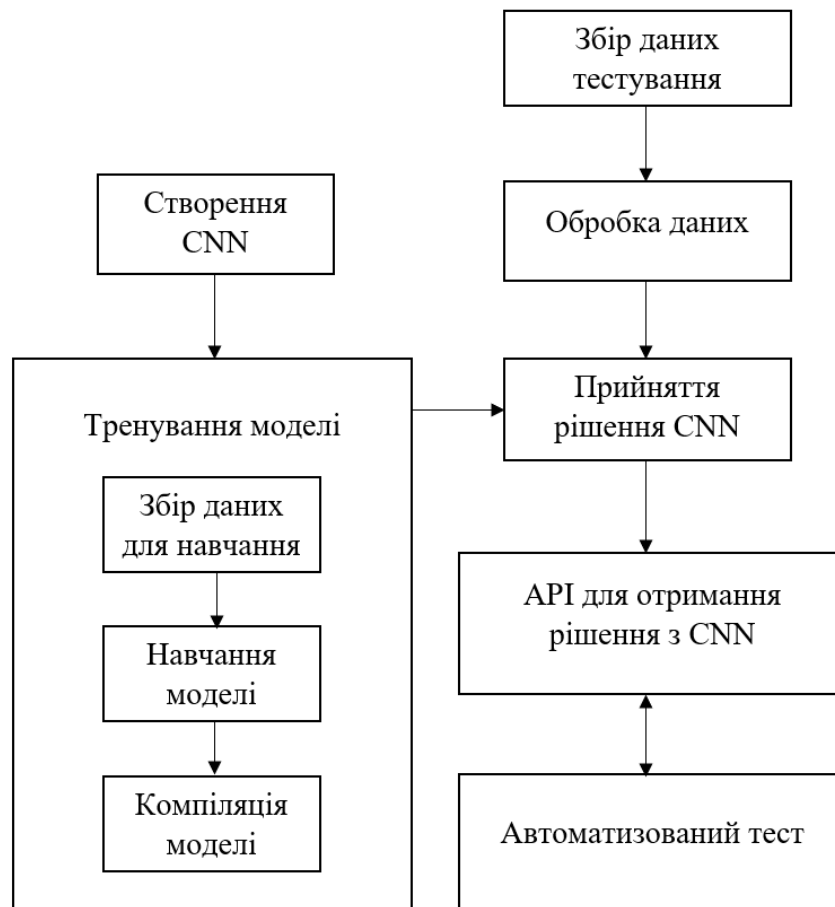 Збір даних
тестування
Створення
CNN
Обробка даних
Тренування моделі
Збір даних
для навчання
Навчання
моделі
Компіляція
моделі
Прийняття
рішення CNN
API для отримання
рішення з CNN
Автоматизований тест